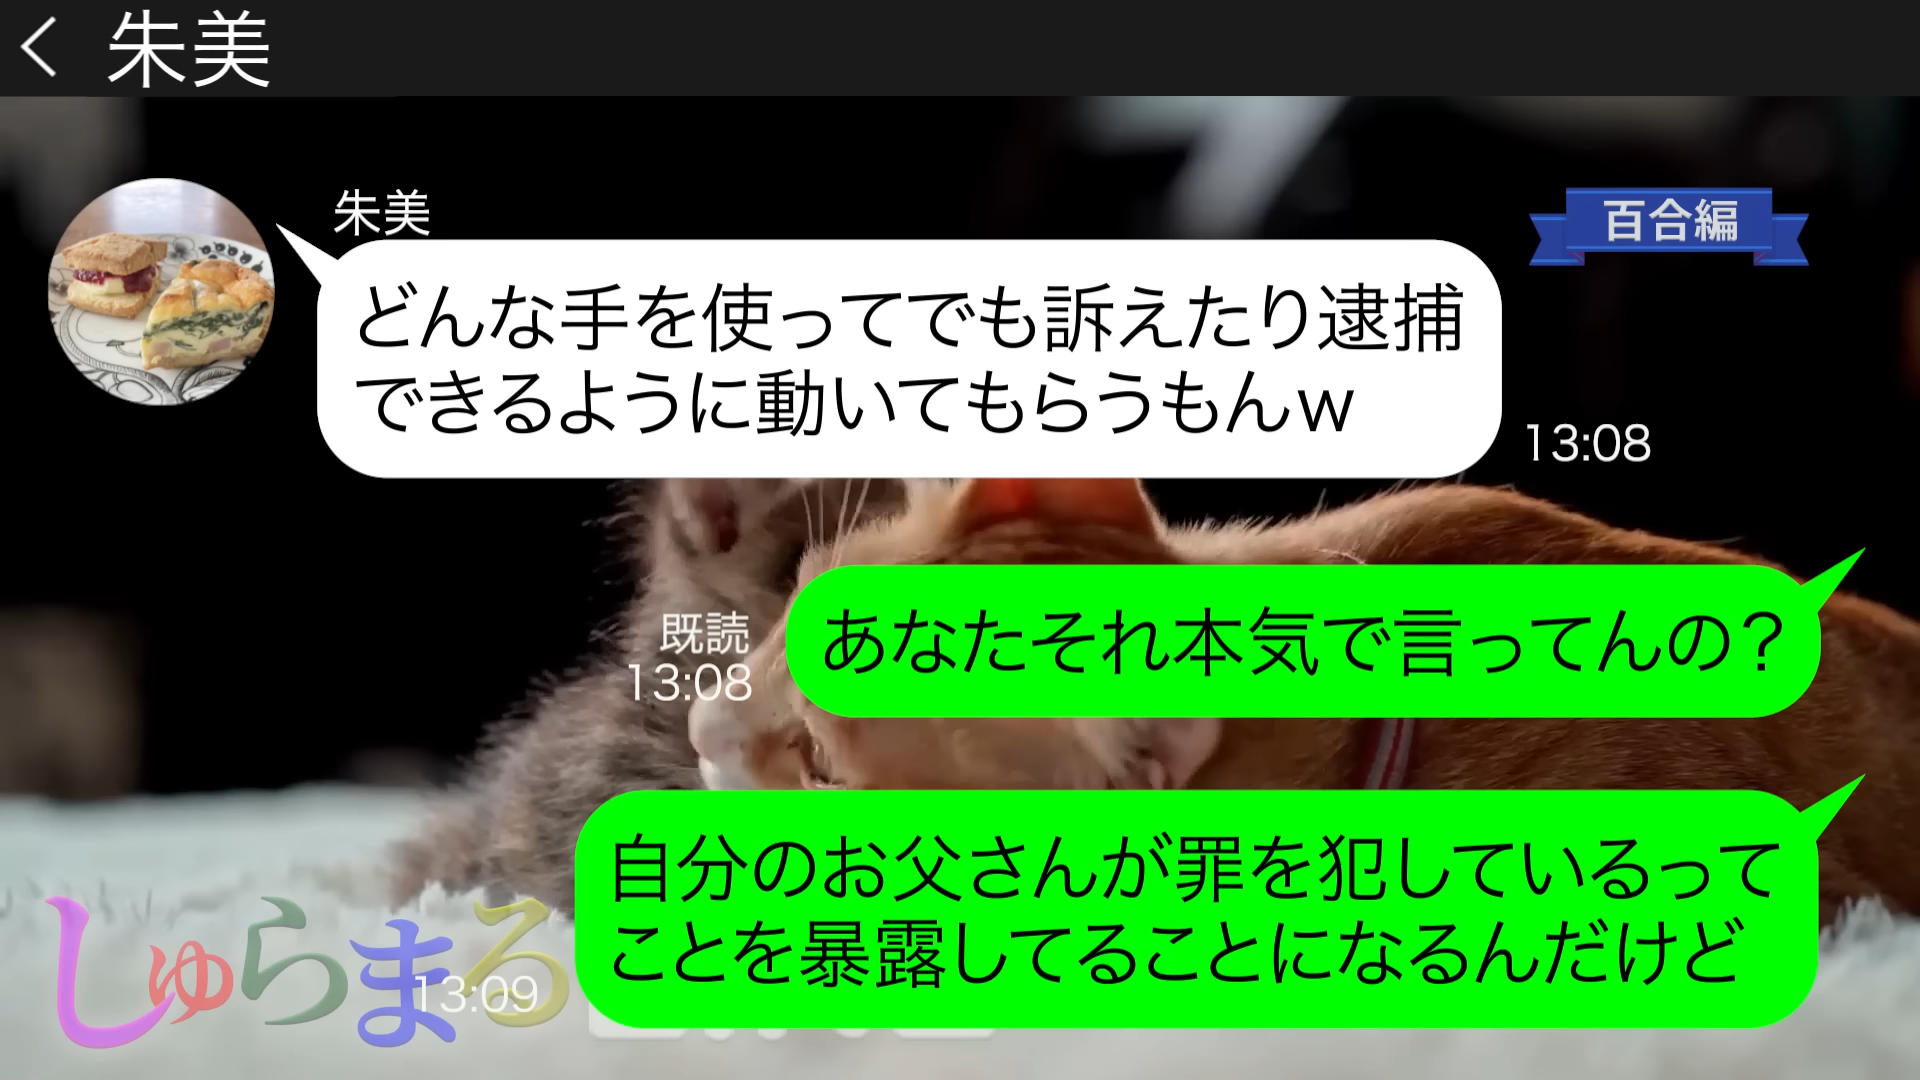 朱美
朱美
百合編
どんな手を使ってでも訴えたり逮捕
できるように動いてもらうもんw
13:08
あなたそれ本気で言ってんの？
既読
13:08
自分のお父さんが罪を犯しているって
ことを暴露してることになるんだけど
13:09
しゅらまる